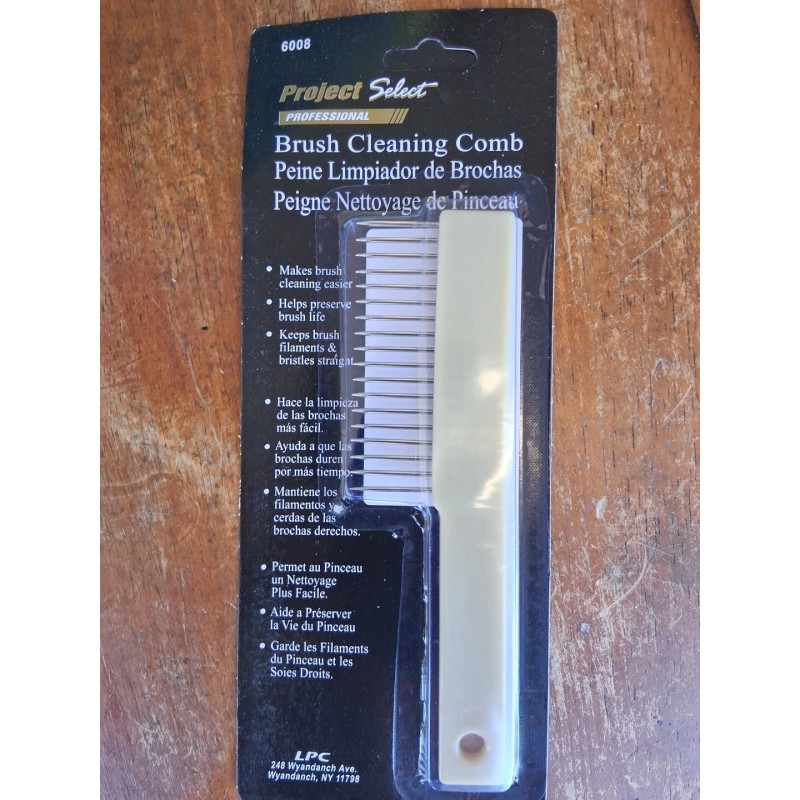 6008
Project Select
PROFESSIONAL
Brush Cleaning Comb
Peine Limpiador de Brochas
Peigne Nettoyage de Pinceau
• Makes brush
cleaning easier
• Helps preserve
brush life
• Keeps brush
filaments &
bristles straight
• Hace la limpieza
de las brochas
más fácil.
• Ayuda a que las
brochas duren
por más tiempo.
• Mantiene los
filamentos y
cerdas de las
brochas derechos.
• Permet au Pinceau
un Nettoyage
Plus Facile.
• Aide a Préserver
la Vie du Pinceau
• Garde les Filaments
du Pinceau et les
Soies Droits.
LPC
248 Wyandanch Ave.
Wyandanch, NY 11798